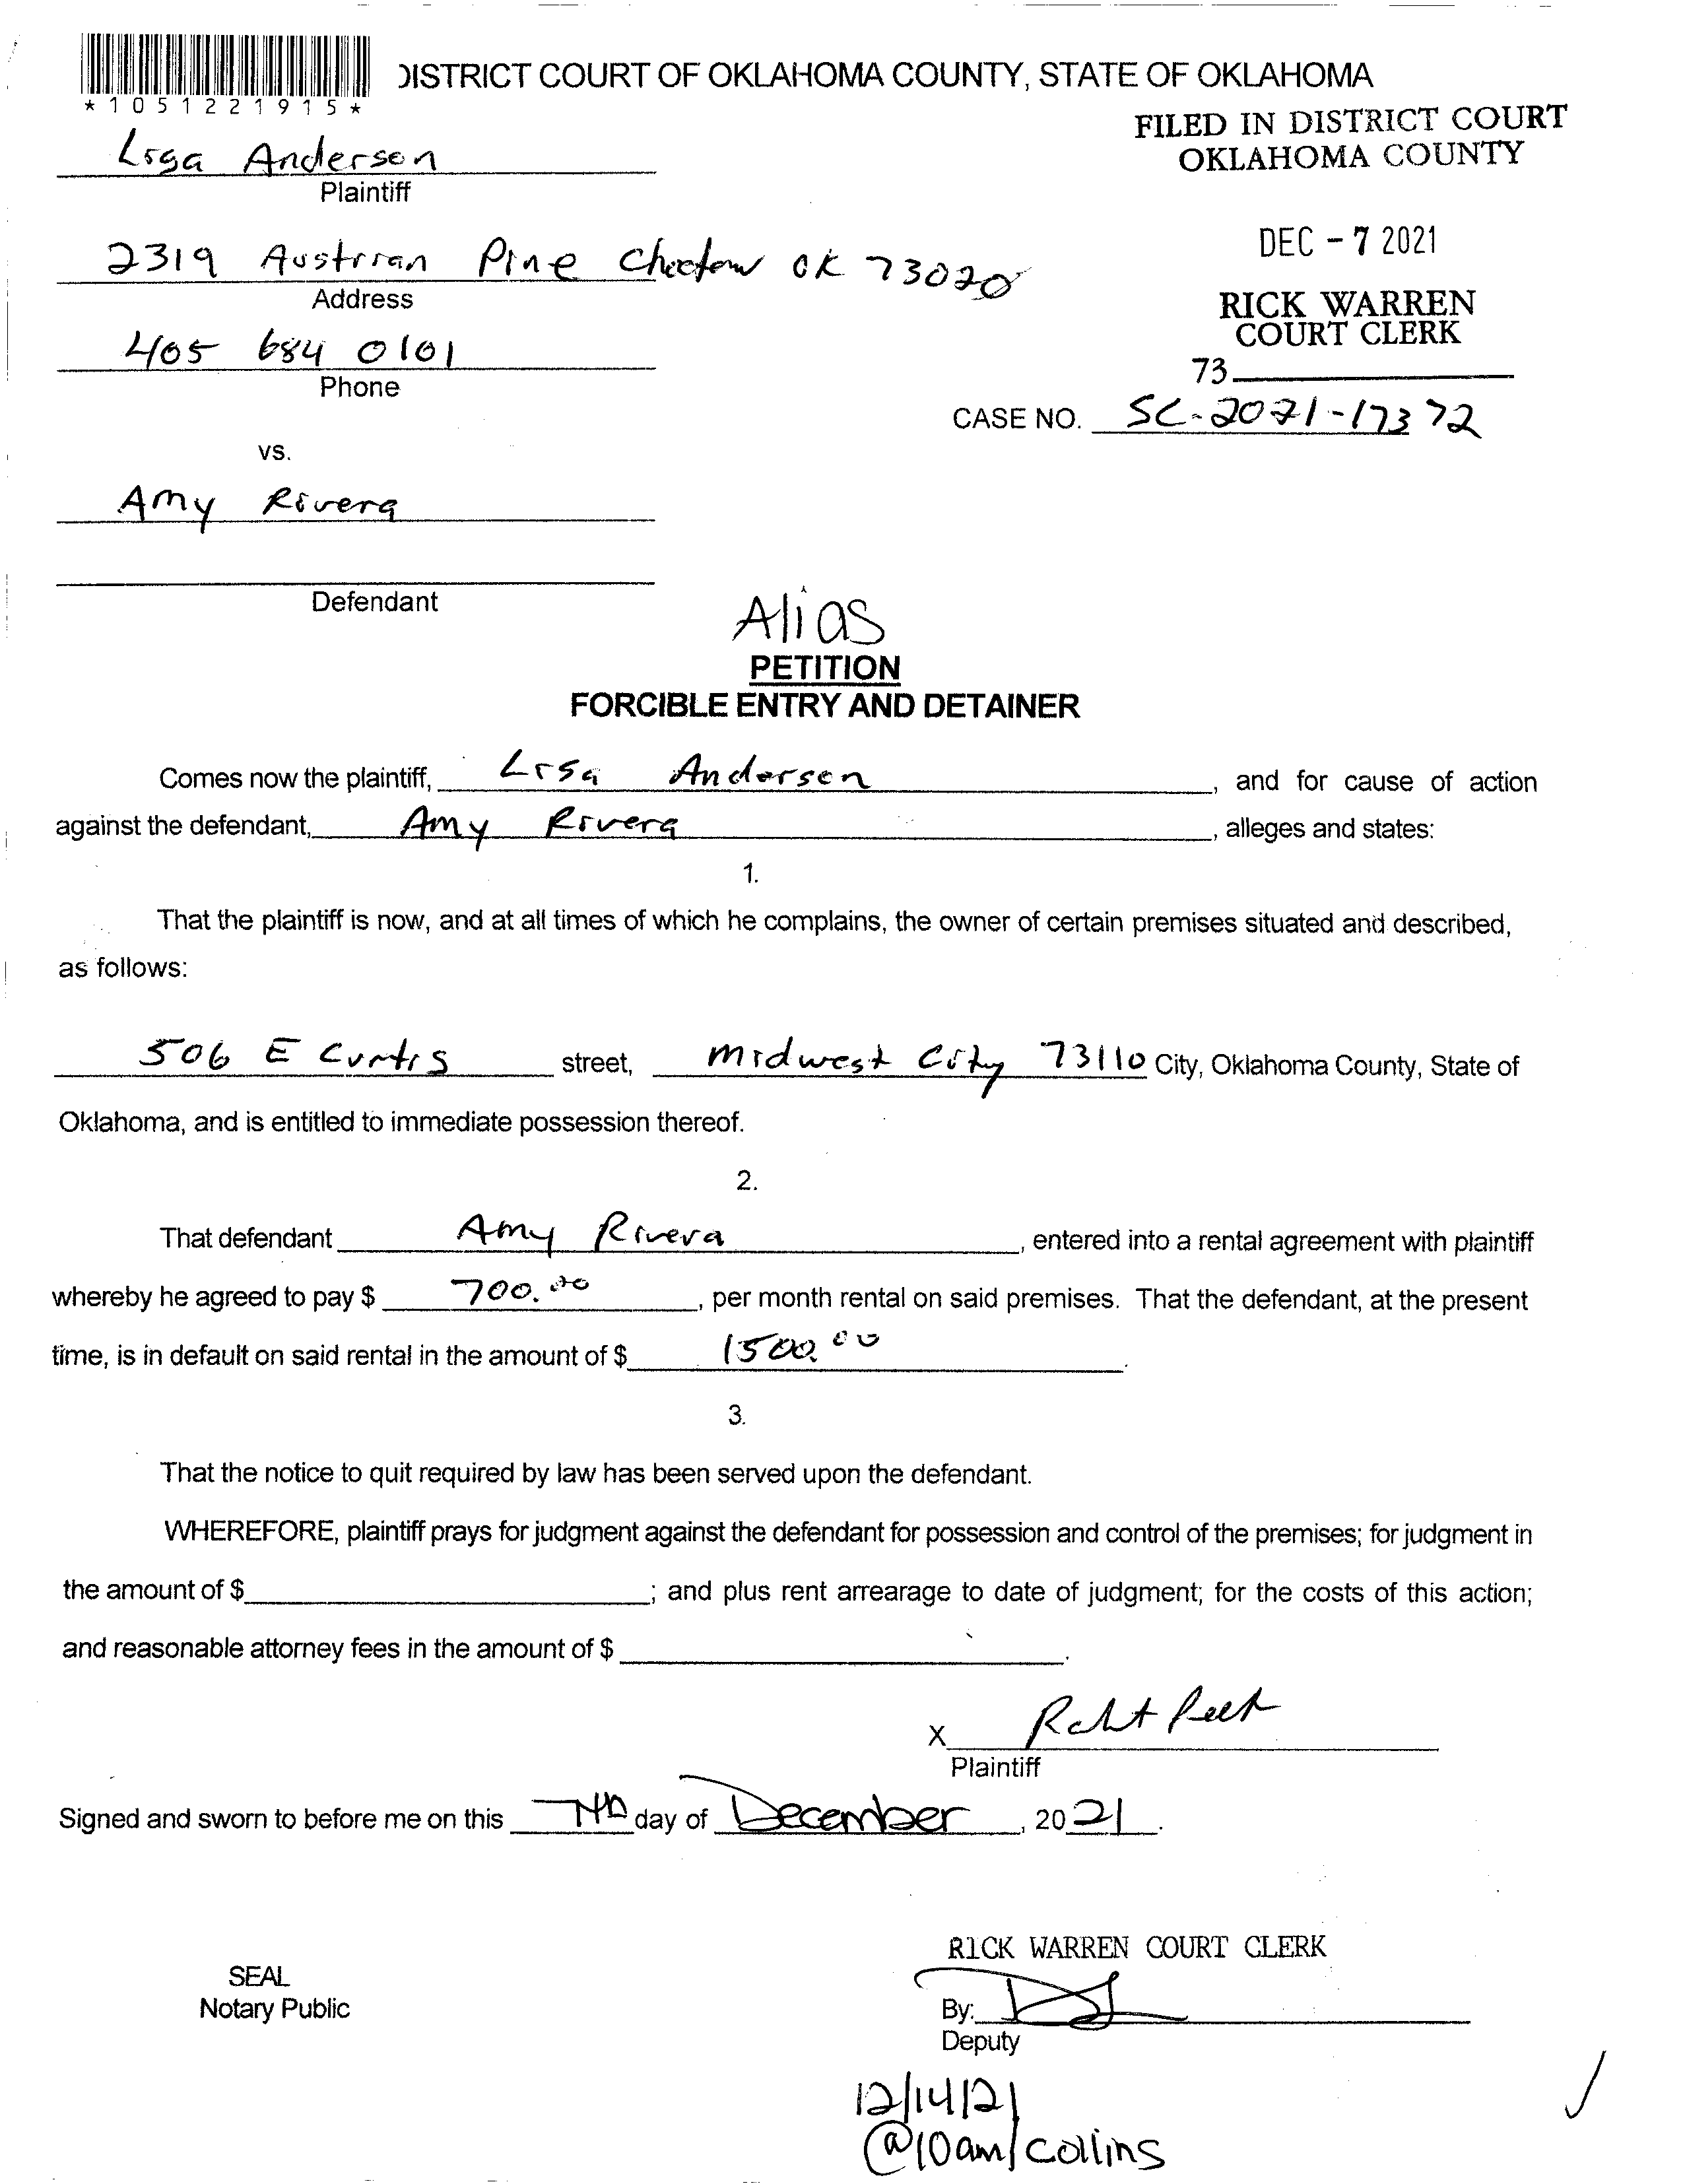 *1051221915*
DISTRICT COURT OF OKLAHOMA COUNTY, STATE OF OKLAHOMA
FILED IN DISTRICT COURT
OKLAHOMA COUNTY
Lisa Anderson
Plaintiff
DEC - 7 2021
2319 Austrian Pine Choctaw OK 73020
Address
RICK WARREN
COURT CLERK
405 684 0101
Phone
73
CASE NO. SC-2021-17372
vs.
Amy Rivera
Defendant
Alias
PETITION
FORCIBLE ENTRY AND DETAINER
Comes now the plaintiff, Lisa Anderson, and for cause of action
against the defendant, Amy Rivera, alleges and states:
1.
That the plaintiff is now, and at all times of which he complains, the owner of certain premises situated and described,
as follows:
506 E Curtis street, Midwest City 73110 City, Oklahoma County, State of
Oklahoma, and is entitled to immediate possession thereof.
2.
That defendant Amy Rivera, entered into a rental agreement with plaintiff
whereby he agreed to pay $ 700.00, per month rental on said premises. That the defendant, at the present
time, is in default on said rental in the amount of $ 1500.00.
3.
That the notice to quit required by law has been served upon the defendant.
WHEREFORE, plaintiff prays for judgment against the defendant for possession and control of the premises; for judgment in
the amount of $ ; and plus rent arrearage to date of judgment; for the costs of this action;
and reasonable attorney fees in the amount of $ .
X
Plaintiff
Signed and sworn to before me on this 7th day of December, 2021.
RICK WARREN COURT CLERK
SEAL
Notary Public
By:
Deputy
12/14/21
@10am/collins